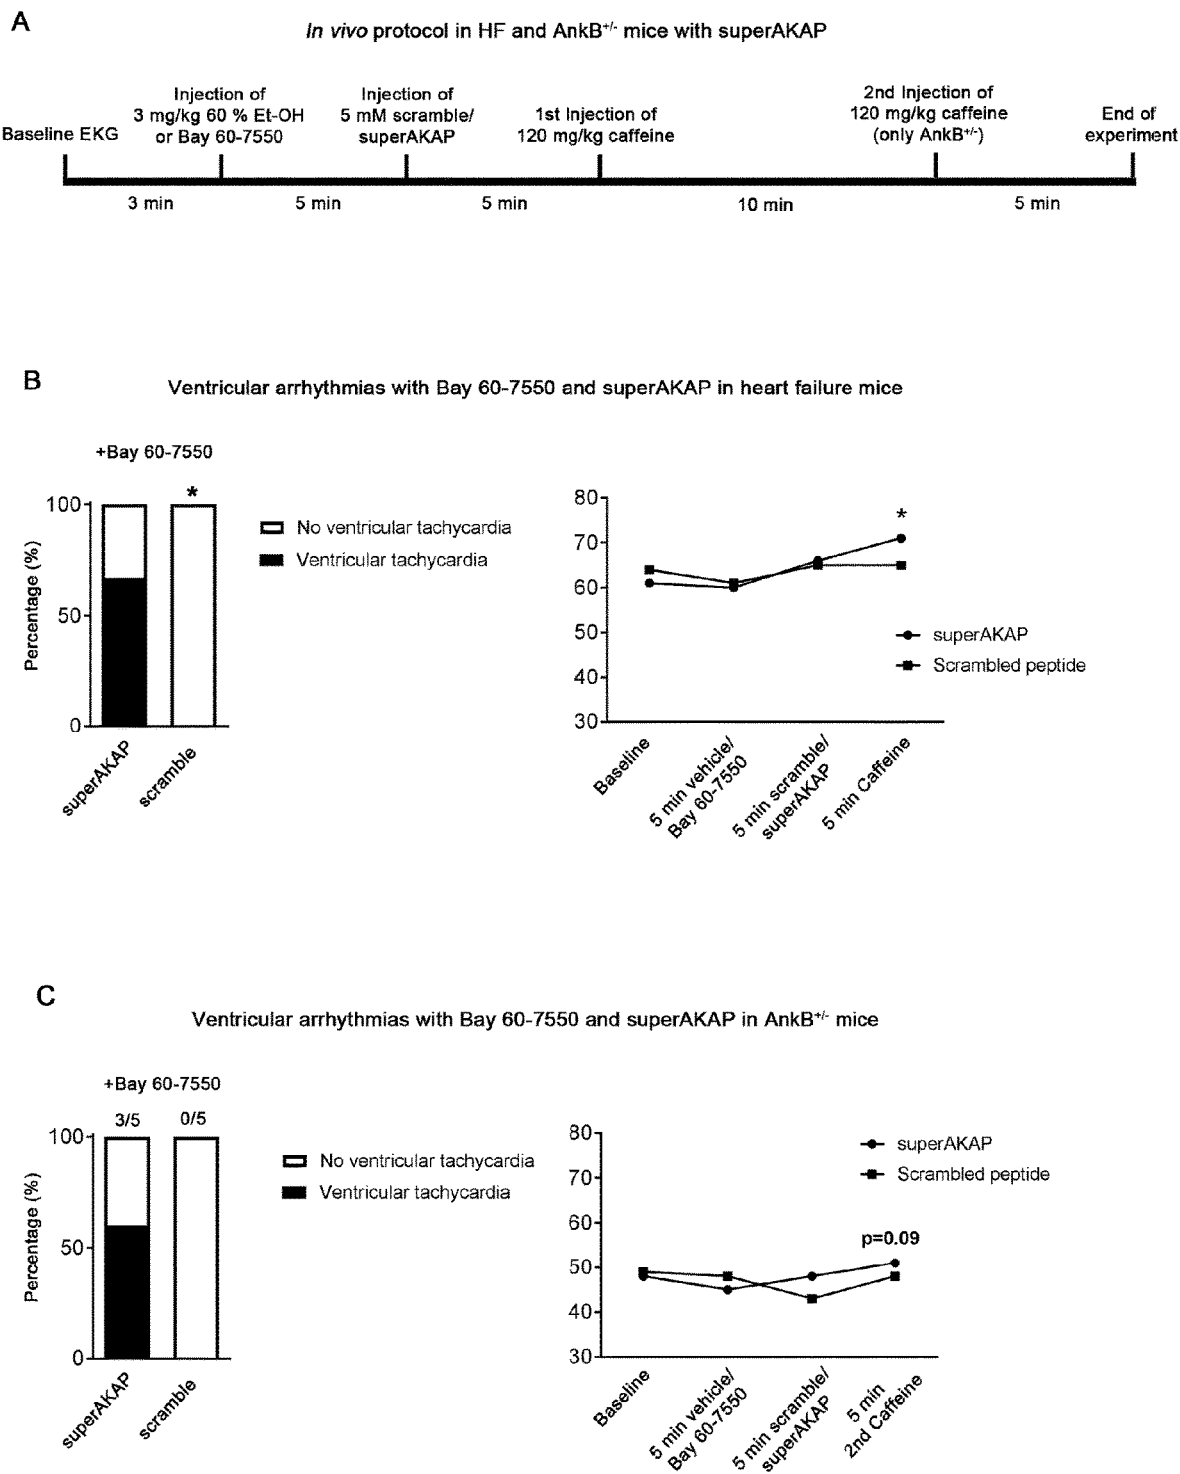 A
In vivo protocol in HF and AnkB+/- mice with superAKAP
Baseline EKG
Injection of
3 mg/kg 60 % Et-OH
or Bay 60-7550
Injection of
5 mM scramble/
superAKAP
1st Injection of
120 mg/kg caffeine
2nd Injection of
120 mg/kg caffeine
(only AnkB+/-)
End of
experiment
3 min
5 min
5 min
10 min
5 min
B
Ventricular arrhythmias with Bay 60-7550 and superAKAP in heart failure mice
+Bay 60-7550
*
100
50
0
Percentage (%)
superAKAP
scramble
No ventricular tachycardia
Ventricular tachycardia
80
70
60
50
40
30
*
superAKAP
Scrambled peptide
Baseline
5 min vehicle/
Bay 60-7550
5 min scramble/
superAKAP
5 min Caffeine
C
Ventricular arrhythmias with Bay 60-7550 and superAKAP in AnkB+/- mice
+Bay 60-7550
3/5
0/5
100
50
0
Percentage (%)
superAKAP
scramble
No ventricular tachycardia
Ventricular tachycardia
80
70
60
50
40
30
superAKAP
Scrambled peptide
p=0.09
Baseline
5 min vehicle/
Bay 60-7550
5 min scramble/
superAKAP
5 min
2nd Caffeine